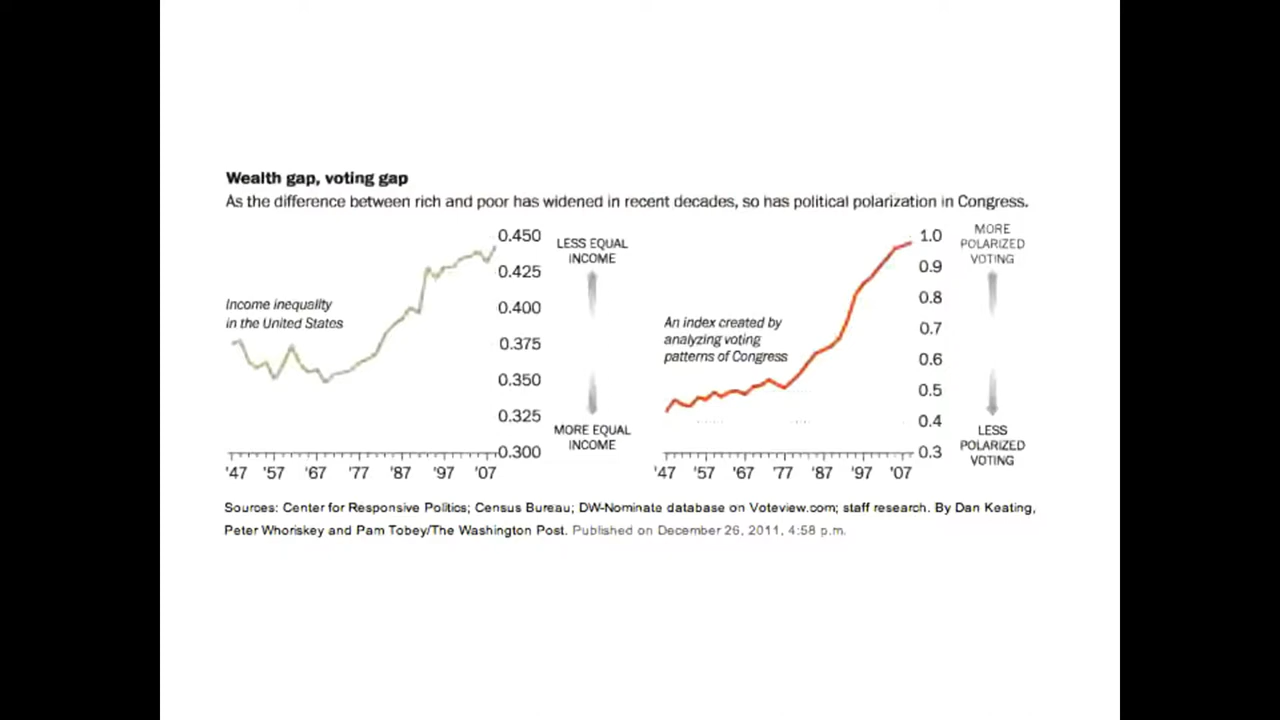 Wealth gap, voting gap
As the difference between rich and poor has widened in recent decades, so has political polarization in Congress.
Income inequality
in the United States
0.450
0.425
0.400
0.375
0.350
0.325
0.300
'47 '57 '67 '77 '87 '97 '07
LESS EQUAL
INCOME
MORE EQUAL
INCOME
An index created by
analyzing voting
patterns of Congress
1.0
0.9
0.8
0.7
0.6
0.5
0.4
0.3
'47 '57 '67 '77 '87 '97 '07
MORE
POLARIZED
VOTING
LESS
POLARIZED
VOTING
Sources: Center for Responsive Politics; Census Bureau; DW-Nominate database on Voteview.com; staff research. By Dan Keating,
Peter Whoriskey and Pam Tobey/The Washington Post. Published on December 26, 2011, 4:58 p.m.